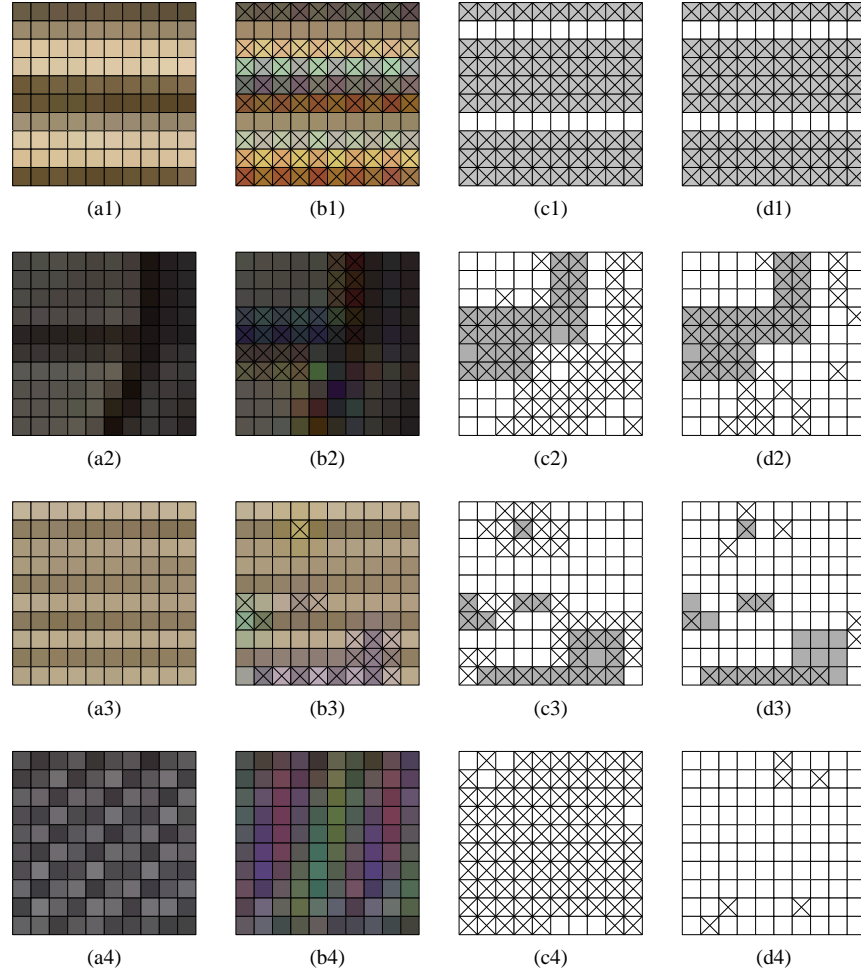 (a1) (b1) (c1) (d1)
(a2) (b2) (c2) (d2)
(a3) (b3) (c3) (d3)
(a4) (b4) (c4) (d4)